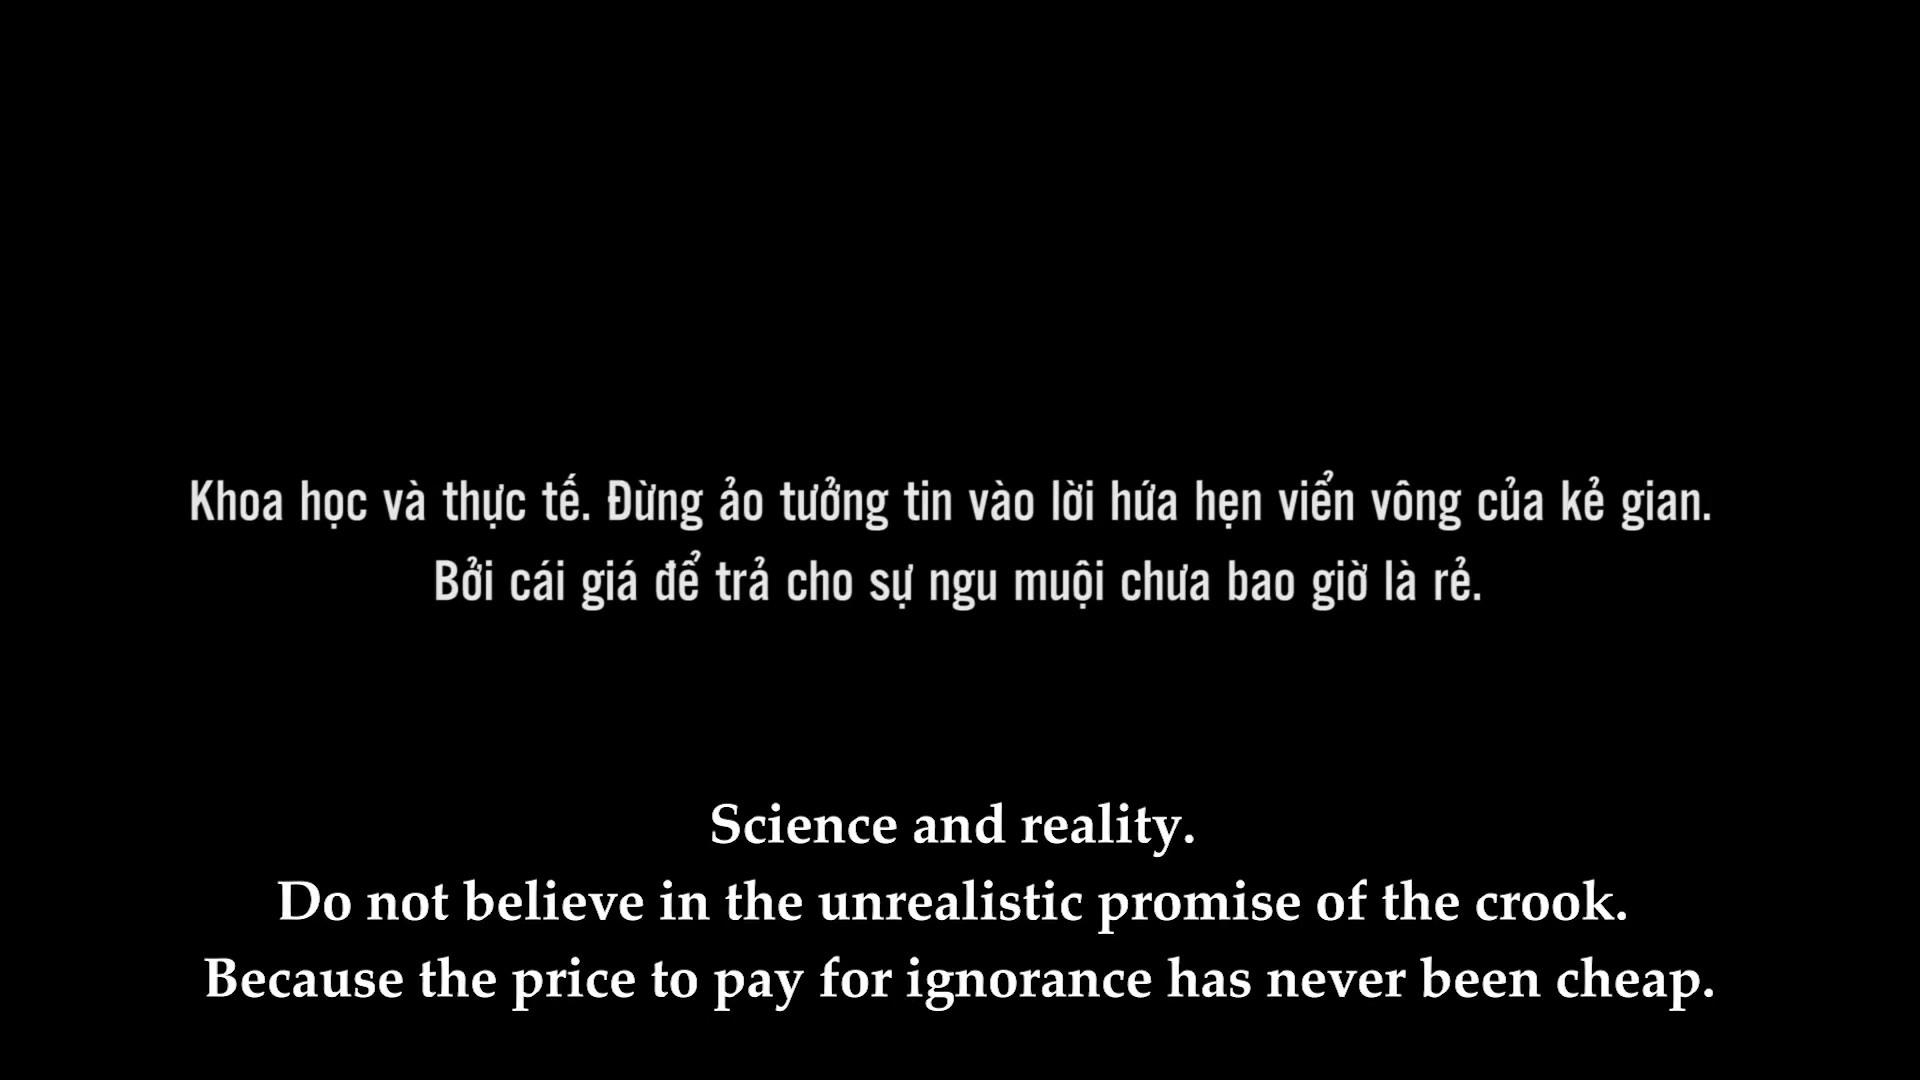 Khoa học và thực tế. Đừng ảo tưởng tin vào lời hứa hẹn viển vông của kẻ gian.
Bởi cái giá để trả cho sự ngu muội chưa bao giờ là rẻ.
Science and reality.
Do not believe in the unrealistic promise of the crook.
Because the price to pay for ignorance has never been cheap.